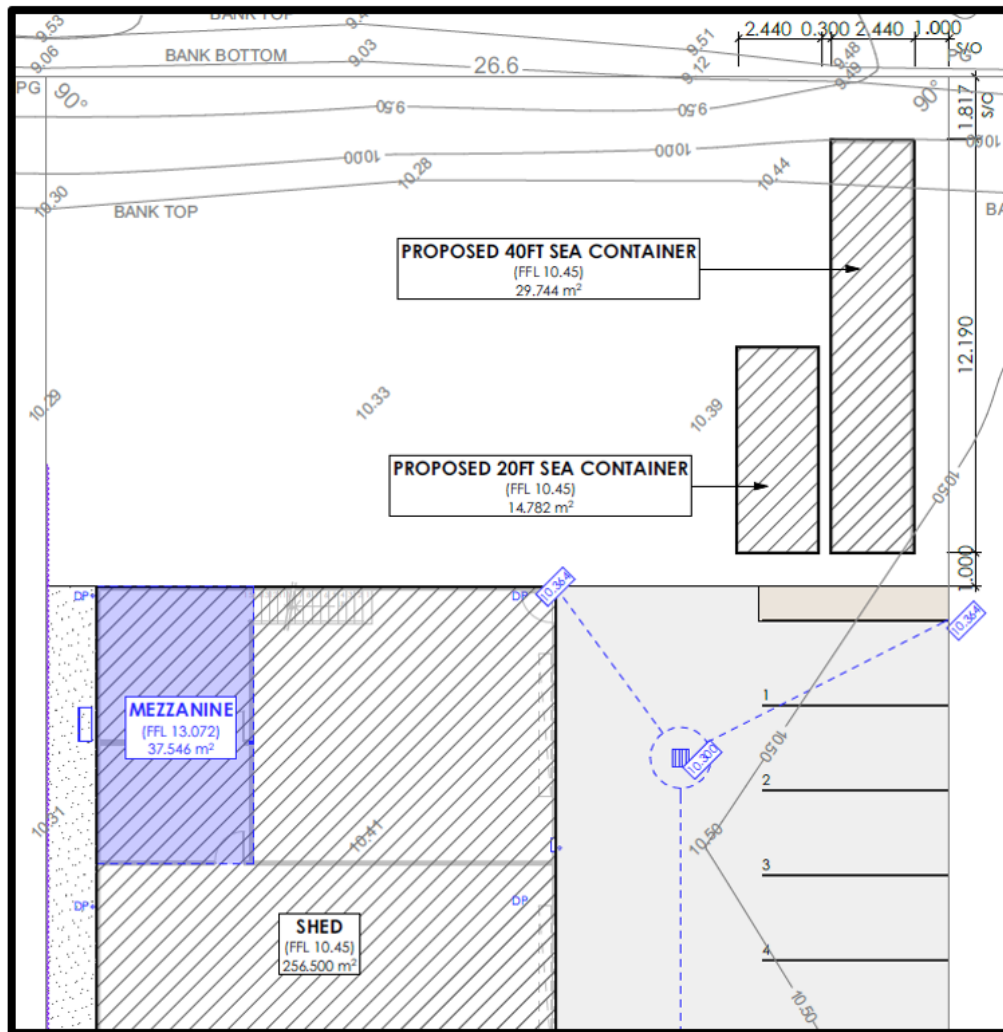 BANK TOP
9.53
9.06
BANK BOTTOM
9.03
26.6
9.51
9.12
9.48
9.49
2.440 0.300 2.440 1.000
S/O
PG
PG
90°
90°
9.50
9.50
1.817
S/O
10.00
10.00
10.00
10.30
10.28
10.44
BANK TOP
BA
PROPOSED 40FT SEA CONTAINER
(FFL 10.45)
29.744 m²
12.190
10.29
10.33
10.39
PROPOSED 20FT SEA CONTAINER
(FFL 10.45)
14.782 m²
10.50
1.000
DP
DP
10.364
10.364
MEZZANINE
(FFL 13.072)
37.546 m²
1
10.50
10.300
2
10.31
10.41
10.50
3
DP
DP
SHED
(FFL 10.45)
256.500 m²
4
10.50